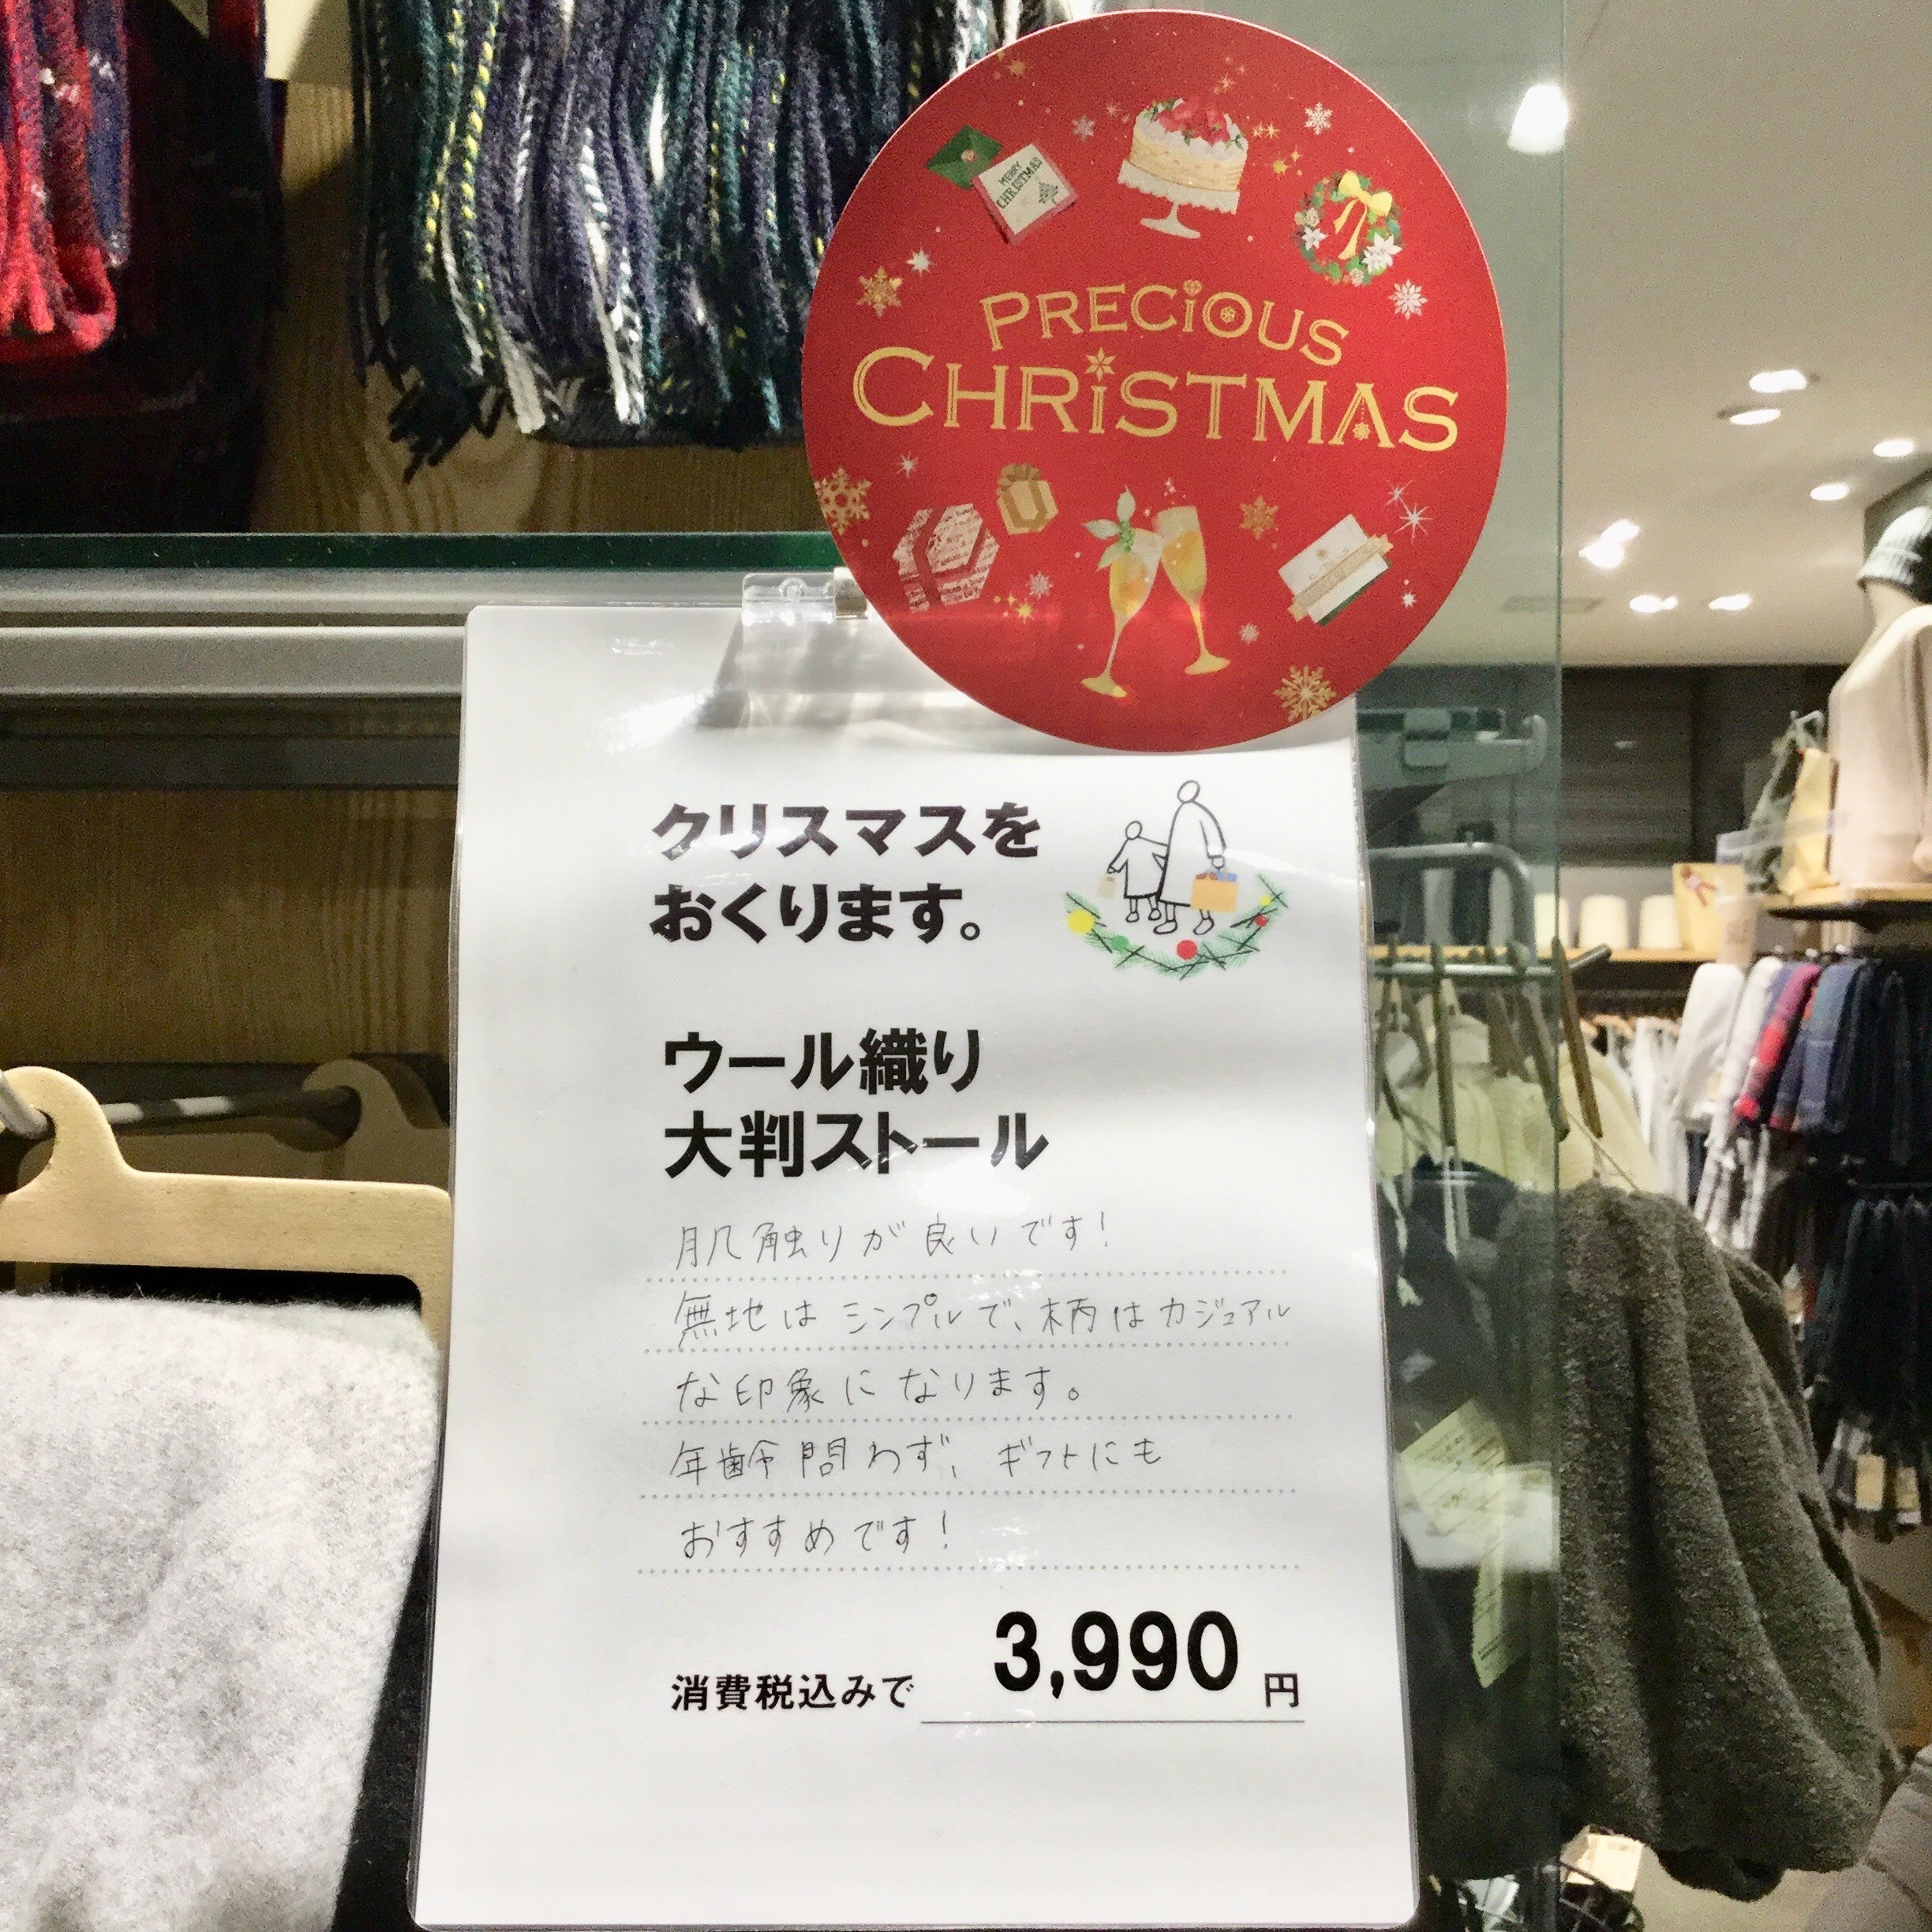 MERRY
CHRISTMAS
PRECIOUS
CHRISTMAS
クリスマスを
おくります。
ウール織り
大判ストール
肌触りが良いです!
無地はシンプルで、柄はカジュアル
な印象になります。
年齢問わず、ギフトにも
おすすめです!
消費税込みで 3,990 円